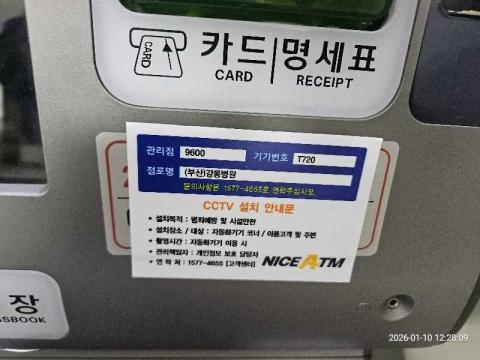 CARD
카드 명세표
CARD RECEIPT
관리점 9600 기기번호 T720
점포명 (부산)강동병원
문의사항은 1577-4655로 연락주십시오.
CCTV 설치 안내문
• 설치목적 : 범죄예방 및 시설안전
• 설치장소 / 대상 : 자동화기기 코너 / 이용고객 및 주변
• 촬영시간 : 자동화기기 이용 시
• 관리책임자 : 개인정보 보호 담당자
• 연 락 처 : 1577-4655 [고객센터]
NICE ATM
장
SSBOOK
2026-01-10 12:28:09